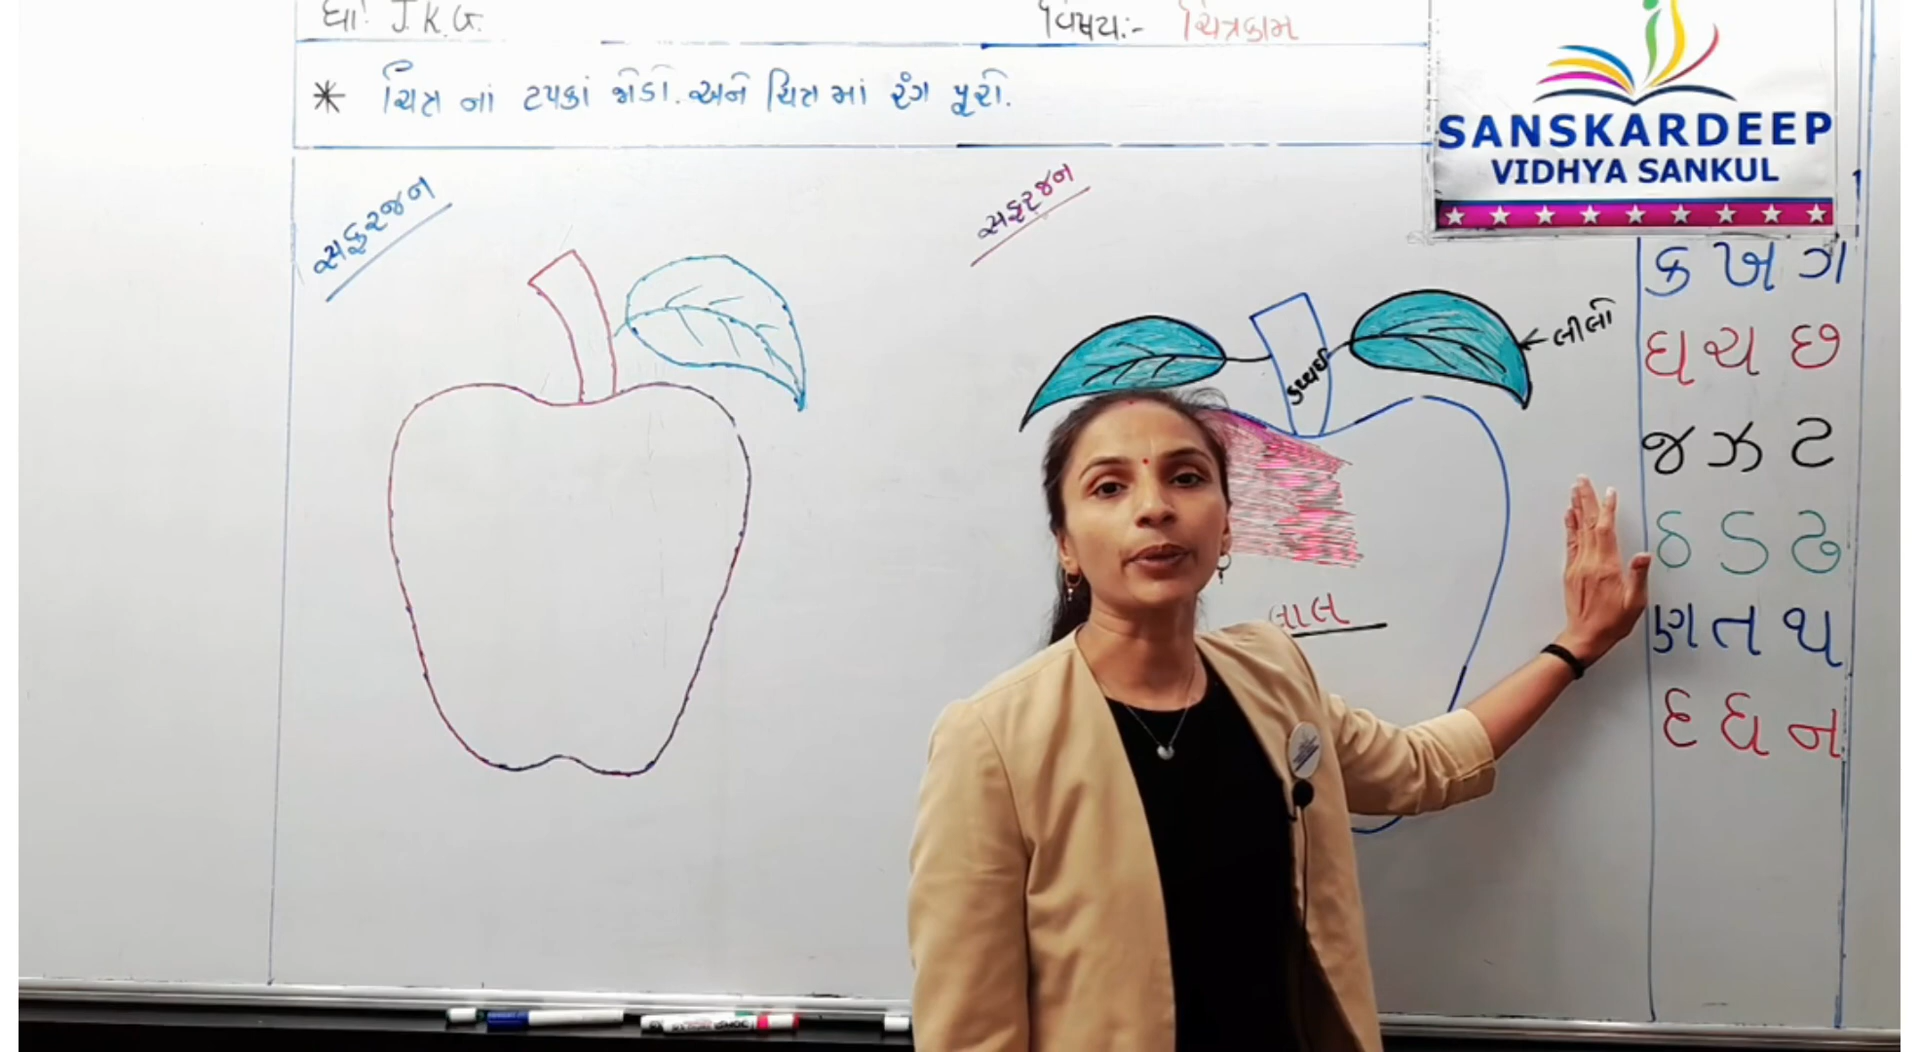 ધો: J.K.G.
વિષય:- ચિત્રકામ
* ચિત્ર નાં ટપકાં જોડો. અને ચિત્ર માં રંગ પૂરો.
સફરજન
સફરજન
લીલો
કથ્થઈ
લાલ
SANSKARDEEP
VIDHYA SANKUL
ક ખ ગ
ઘ ચ છ
જ ઝ ટ
ઠ ડ ઢ
ણ ત થ
દ ધ ન